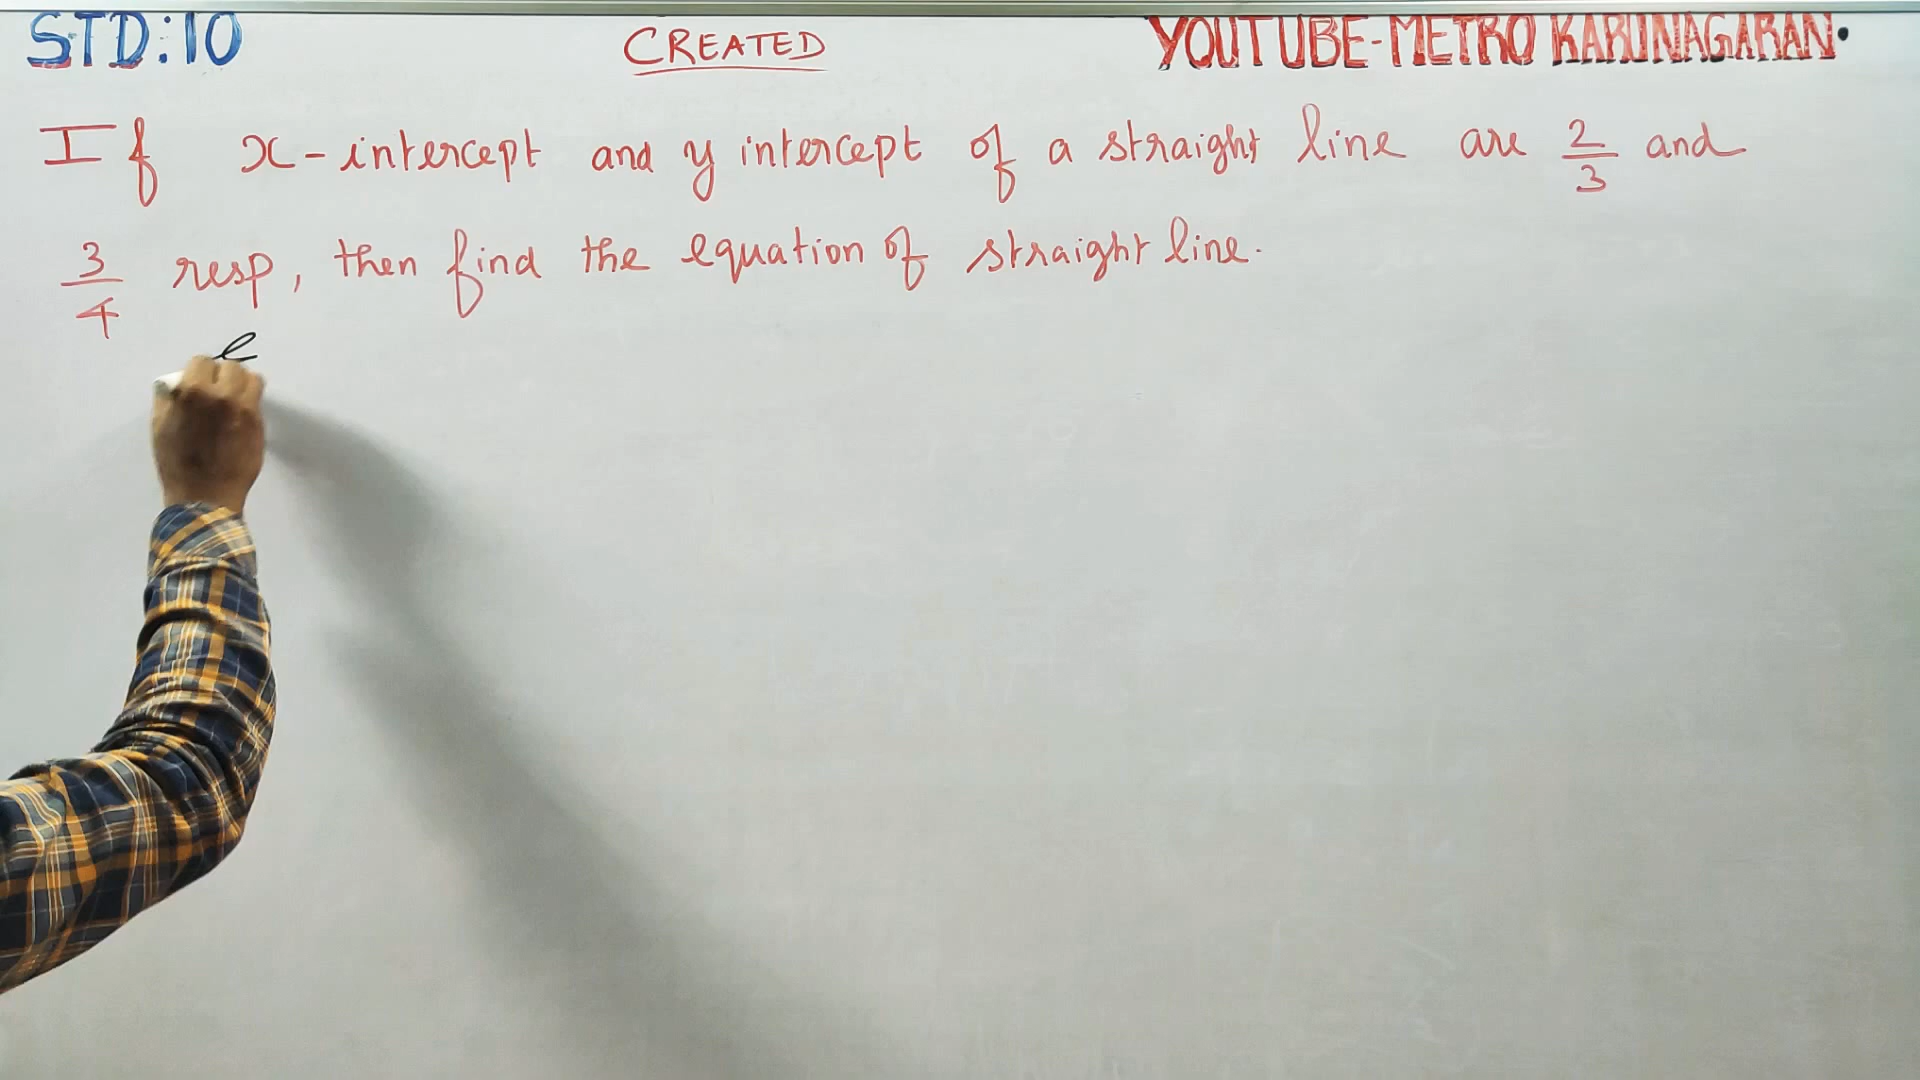 STD:10 CREATED YOUTUBE-METRO KARUNAGARAN.
If x-intercept and y intercept of a straight line are 2/3 and
3/4 resp, then find the equation of straight line.